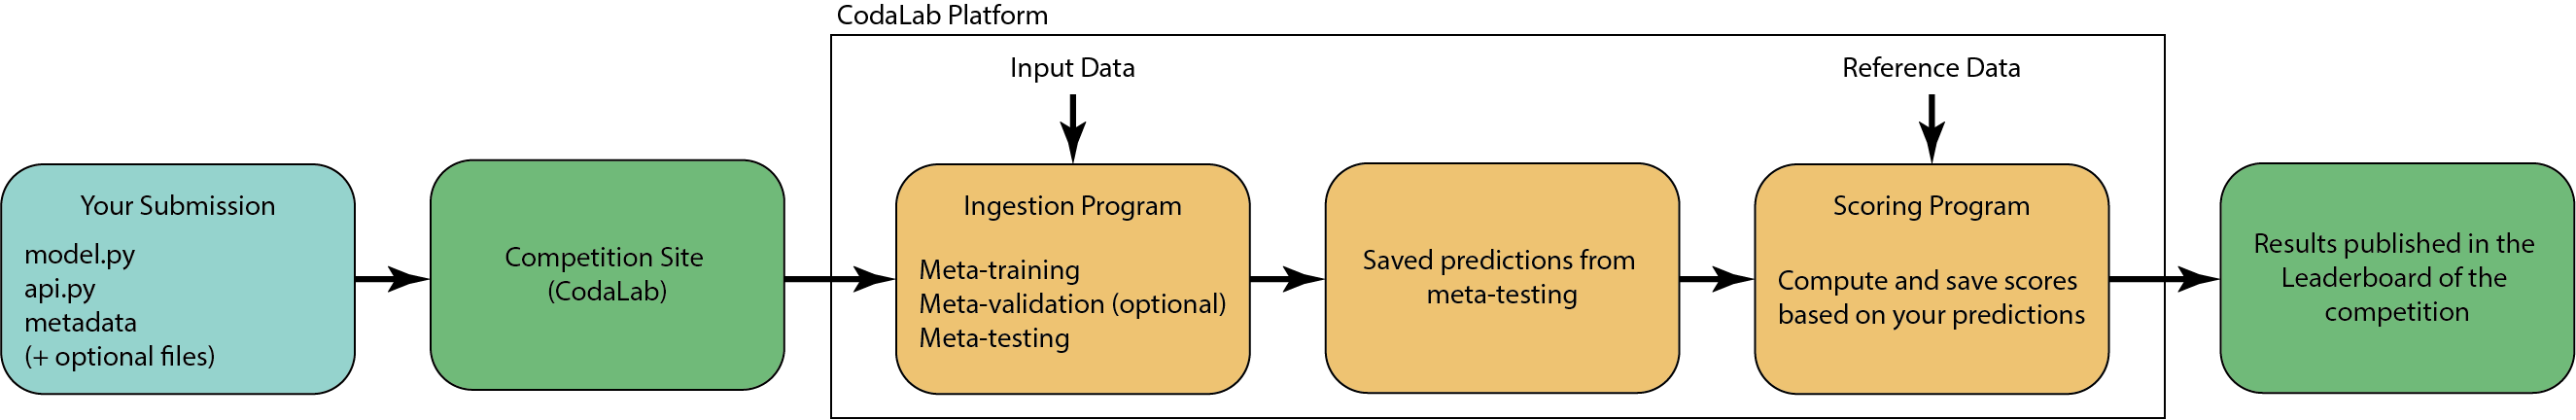 CodaLab Platform
Input Data
Reference Data
Your Submission
model.py
api.py
metadata
(+ optional files)
Competition Site
(CodaLab)
Ingestion Program
Meta-training
Meta-validation (optional)
Meta-testing
Saved predictions from
meta-testing
Scoring Program
Compute and save scores
based on your predictions
Results published in the
Leaderboard of the
competition